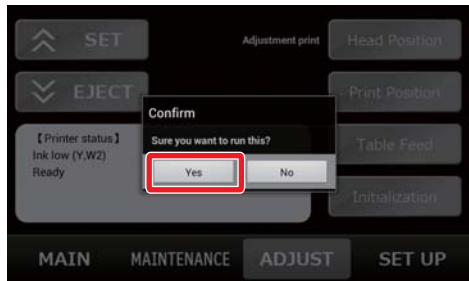 SET
Adjustment print
Head Position
EJECT
Print Position
Confirm
Sure you want to run this?
Yes
No
【Printer status】
Ink low (Y,W2)
Ready
Table Feed
Initialization
MAIN
MAINTENANCE
ADJUST
SET UP